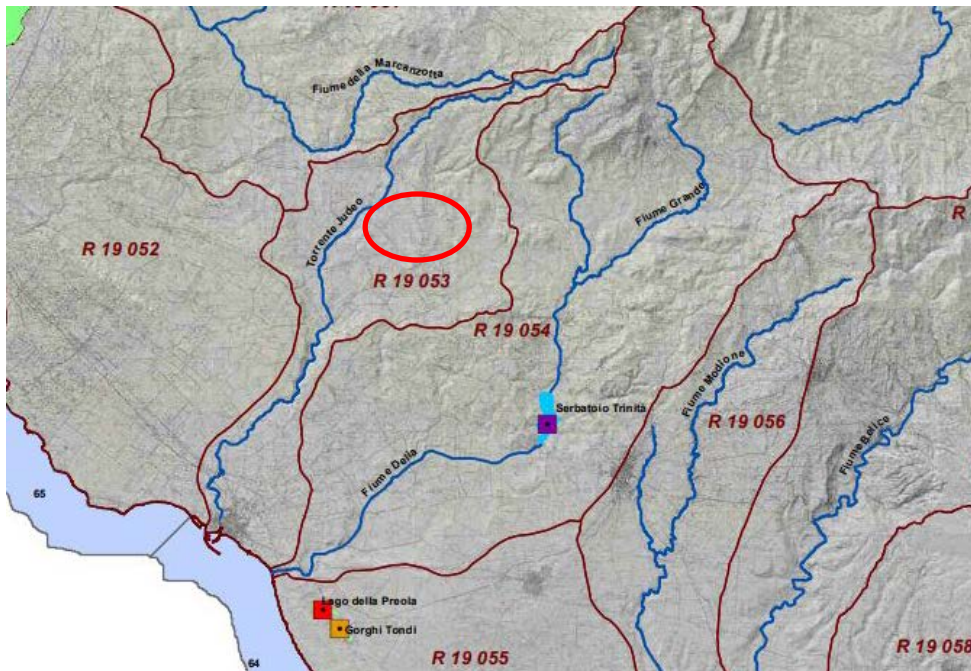 Fiume della Marcanzotta
Torrente Judeo
Fiume Grande
R 19 052
R 19 053
R 19 054
R
Serbatoio Trinità
Fiume Modione
R 19 056
Fiume Belice
Fiume Delia
65
Lago della Preola
Gorghi Tondi
64
R 19 055
R 19 058